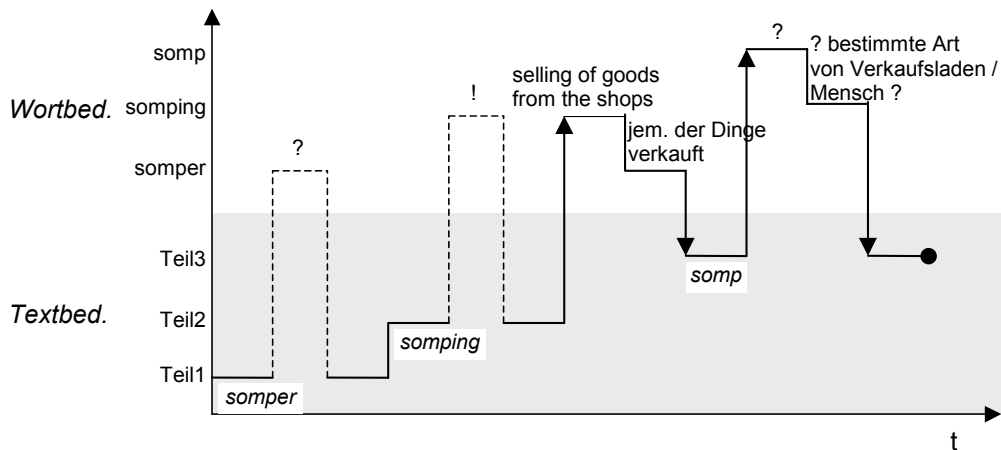 somp
?
? bestimmte Art
von Verkaufsladen /
Mensch ?
selling of goods
from the shops
Wortbed.
somping
!
jem. der Dinge
verkauft
?
somper
Teil3
somp
Textbed.
Teil2
somping
Teil1
somper
t